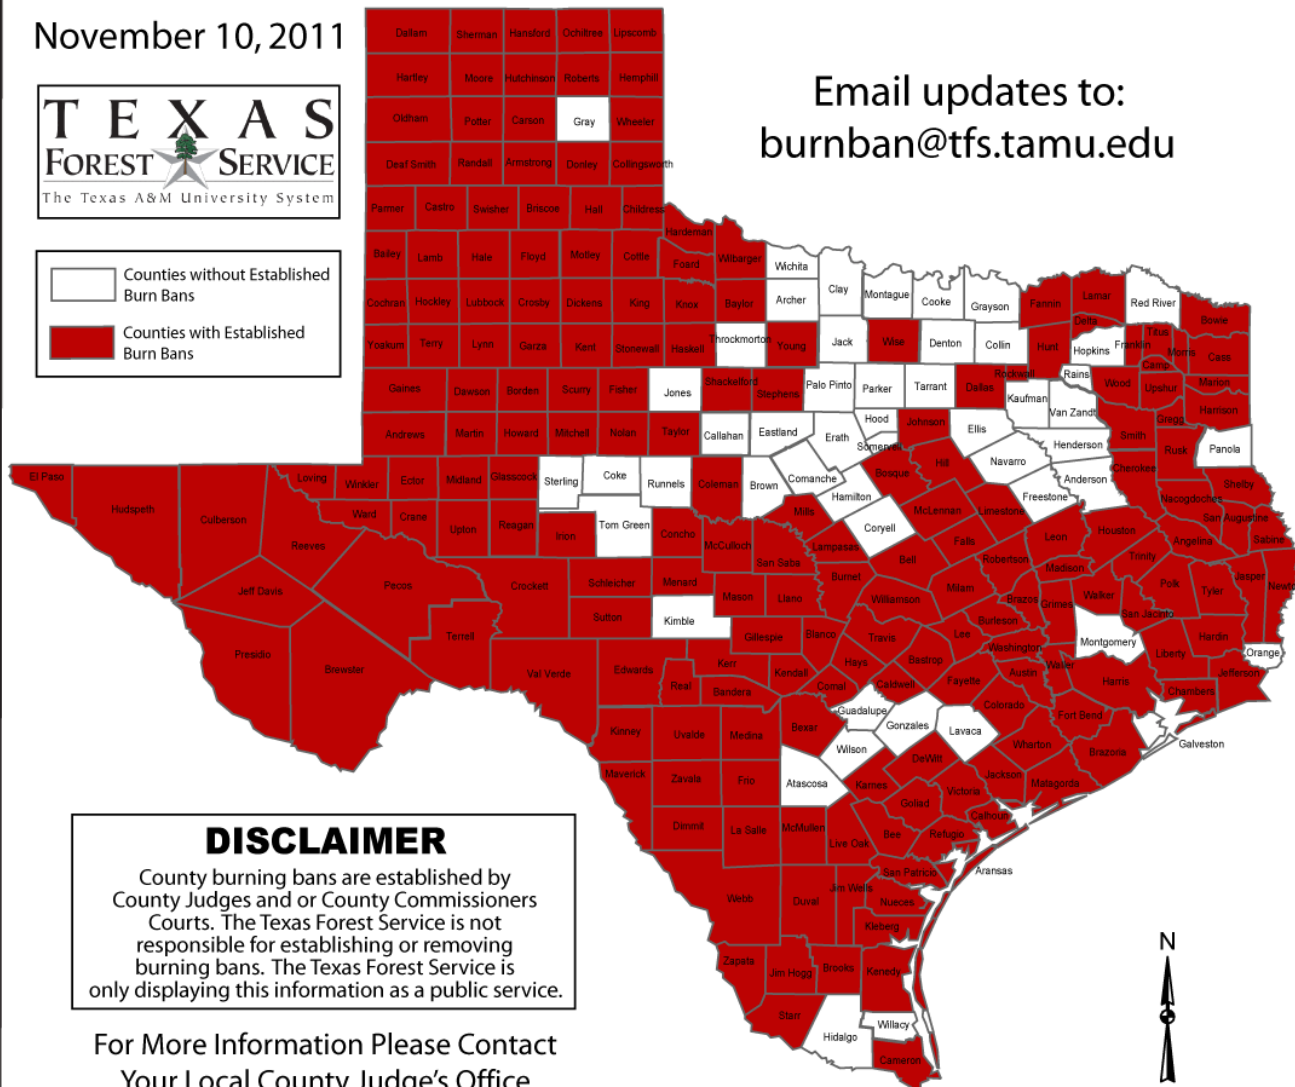 November 10, 2011
TEXAS
FOREST SERVICE
The Texas A&M University System
Email updates to:
burnban@tfs.tamu.edu
Counties without Established
Burn Bans
Counties with Established
Burn Bans
Dallam Sherman Hansford Ochiltree Lipscomb
Hartley Moore Hutchinson Roberts Hemphill
Oldham Potter Carson Gray Wheeler
Deaf Smith Randall Armstrong Donley Collingsworth
Parmer Castro Swisher Briscoe Hall Childress
Hardeman
Bailey Lamb Hale Floyd Motley Cottle Foard Wilbarger Wichita
Cochran Hockley Lubbock Crosby Dickens King Knox Baylor Archer Clay Montague Cooke Grayson Fannin Lamar Red River Bowie
Delta Titus
Yoakum Terry Lynn Garza Kent Stonewall Haskell Throckmorton Young Jack Wise Denton Collin Hunt Hopkins Franklin Morris Cass
Camp
Gaines Dawson Borden Scurry Fisher Jones Shackelford Stephens Palo Pinto Parker Tarrant Dallas Rockwall Rains Wood Upshur Marion
Kaufman Van Zandt
Andrews Martin Howard Mitchell Nolan Taylor Callahan Eastland Erath Hood Johnson Ellis Henderson Smith Gregg Harrison
Somervell Navarro Rusk Panola
El Paso Hudspeth Culberson Loving Winkler Ector Midland Glasscock Sterling Coke Runnels Coleman Brown Comanche Bosque Hill Anderson Cherokee Shelby
Hamilton Freestone Nacogdoches
Reeves Ward Crane Upton Reagan Irion Tom Green Concho McCulloch Mills Coryell McLennan Limestone Leon Houston San Augustine
San Saba Lampasas Falls Angelina Sabine
Jeff Davis Pecos Crockett Schleicher Menard Mason Llano Burnet Bell Robertson Madison Trinity Polk Tyler Jasper Newto
Sutton Kimble Williamson Milam Brazos Grimes Walker San Jacinto
Presidio Brewster Terrell Gillespie Blanco Travis Lee Burleson Montgomery Hardin
Washington Liberty Orange
Val Verde Edwards Real Kerr Kendall Hays Bastrop Fayette Austin Waller Harris Jefferson
Bandera Comal Caldwell Chambers
Kinney Uvalde Medina Bexar Guadalupe Gonzales Lavaca Colorado Fort Bend
Wilson Wharton Brazoria Galveston
Maverick Zavala Frio Atascosa Karnes DeWitt Jackson Matagorda
Goliad Victoria Calhoun
Dimmit La Salle McMullen Live Oak Bee Refugio
San Patricio Aransas
Webb Duval Jim Wells Nueces
Kleberg
Zapata Jim Hogg Brooks Kenedy
Starr Hidalgo Willacy
Cameron
DISCLAIMER
County burning bans are established by
County Judges and or County Commissioners
Courts. The Texas Forest Service is not
responsible for establishing or removing
burning bans. The Texas Forest Service is
only displaying this information as a public service.
N
For More Information Please Contact
Your Local County Judge's Office